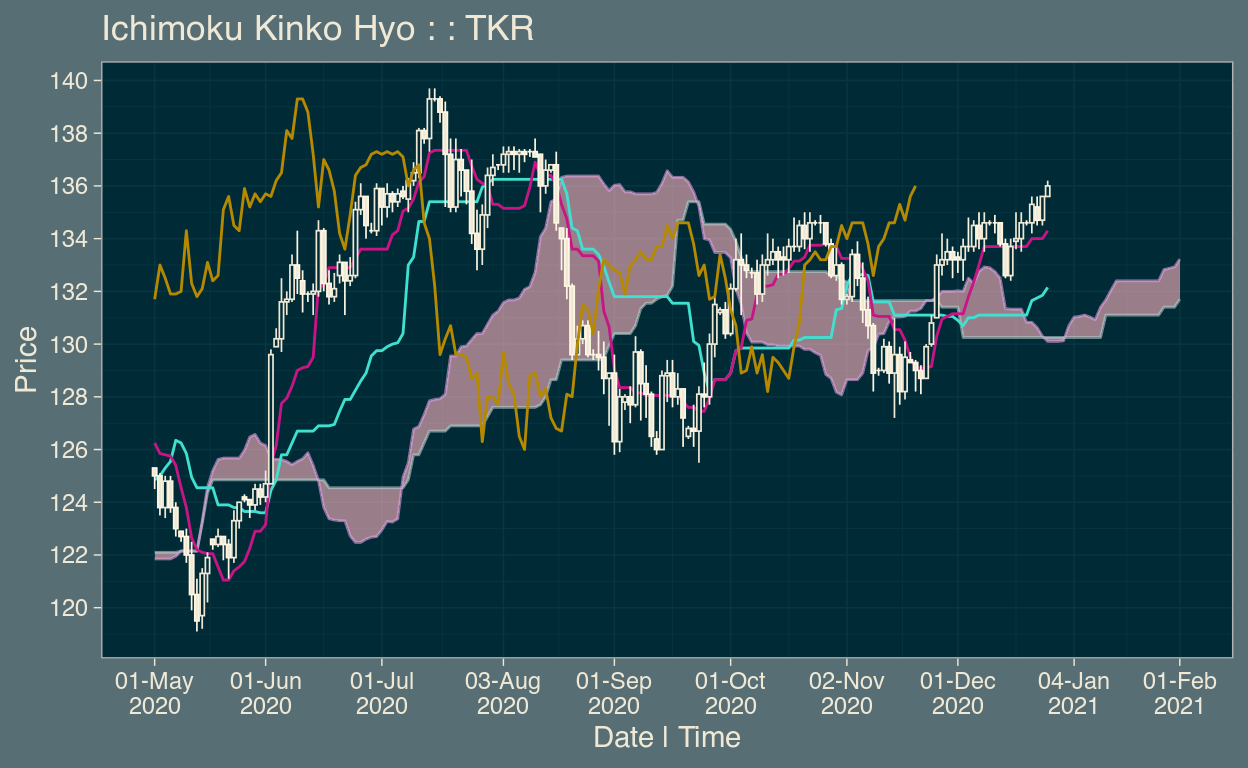 Ichimoku Kinko Hyo : : TKR
Price
140
138
136
134
132
130
128
126
124
122
120
01-May 01-Jun 01-Jul 03-Aug 01-Sep 01-Oct 02-Nov 01-Dec 04-Jan 01-Feb
2020 2020 2020 2020 2020 2020 2020 2020 2021 2021
Date | Time